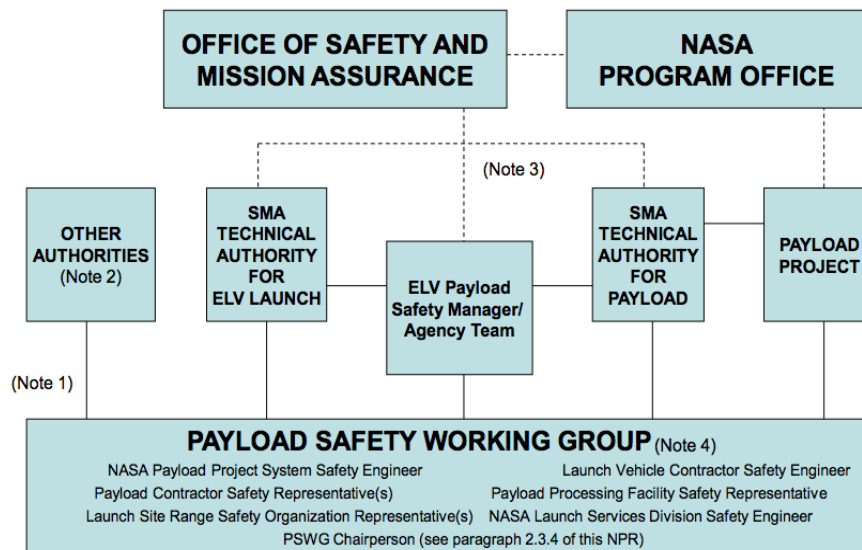 OFFICE OF SAFETY AND
MISSION ASSURANCE
NASA
PROGRAM OFFICE
(Note 3)
OTHER
AUTHORITIES
(Note 2)
SMA
TECHNICAL
AUTHORITY
FOR
ELV LAUNCH
ELV Payload
Safety Manager/
Agency Team
SMA
TECHNICAL
AUTHORITY
FOR
PAYLOAD
PAYLOAD
PROJECT
(Note 1)
PAYLOAD SAFETY WORKING GROUP (Note 4)
NASA Payload Project System Safety Engineer
Launch Vehicle Contractor Safety Engineer
Payload Contractor Safety Representative(s)
Payload Processing Facility Safety Representative
Launch Site Range Safety Organization Representative(s)
NASA Launch Services Division Safety Engineer
PSWG Chairperson (see paragraph 2.3.4 of this NPR)